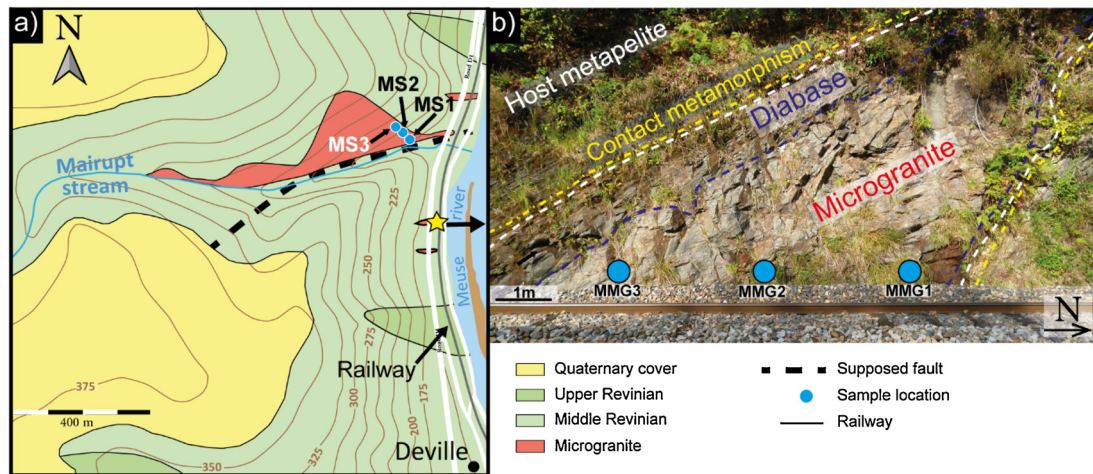 a)
N
Road D1
MS2
MS1
MS3
Mairupt
stream
225
river
Meuse
250
275
Railway
375
300
175
325
200
400 m
350
Deville
b)
Host metapelite
Contact metamorphism
Diabase
Microgranite
MMG3
MMG2
MMG1
1m
N
Quaternary cover
Upper Revinian
Middle Revinian
Microgranite
Supposed fault
Sample location
Railway